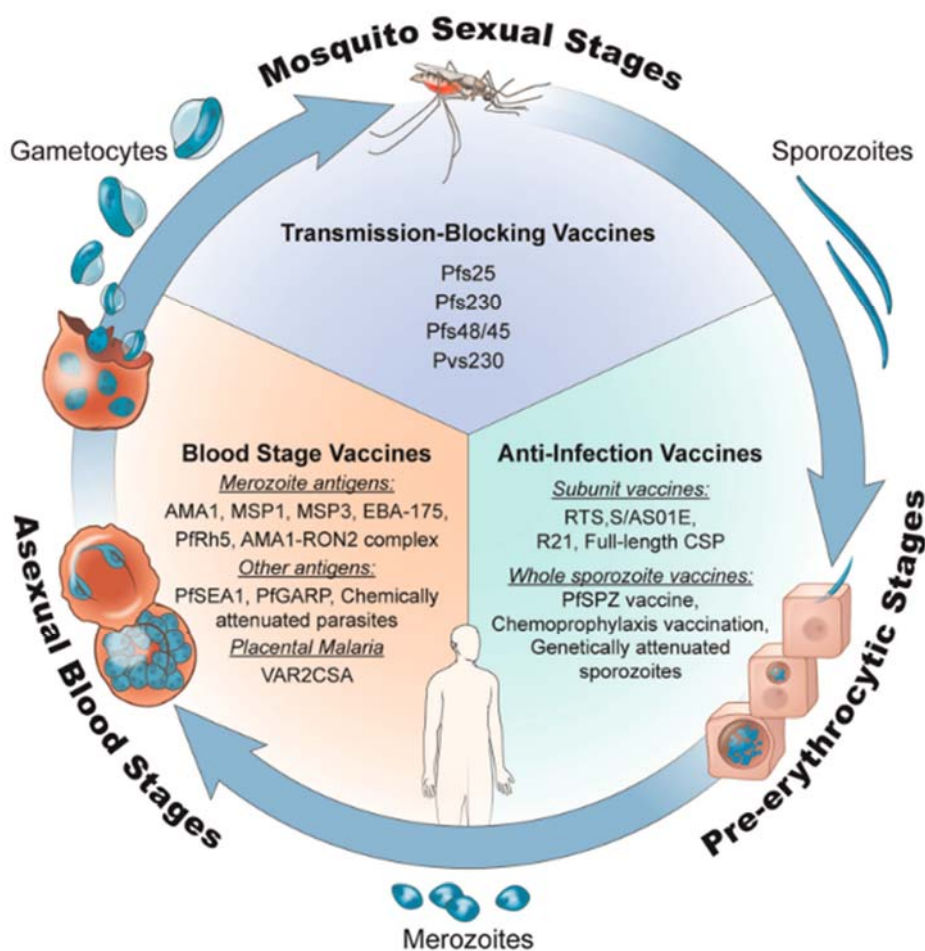 Mosquito Sexual Stages
Gametocytes
Sporozoites
Transmission-Blocking Vaccines
Pfs25
Pfs230
Pfs48/45
Pvs230
Blood Stage Vaccines
Merozoite antigens:
AMA1, MSP1, MSP3, EBA-175,
PfRh5, AMA1-RON2 complex
Other antigens:
PfSEA1, PfGARP, Chemically
attenuated parasites
Placental Malaria
VAR2CSA
Anti-Infection Vaccines
Subunit vaccines:
RTS,S/AS01E,
R21, Full-length CSP
Whole sporozoite vaccines:
PfSPZ vaccine,
Chemoprophylaxis vaccination,
Genetically attenuated
sporozoites
Asexual Blood Stages
Pre-erythrocytic Stages
Merozoites